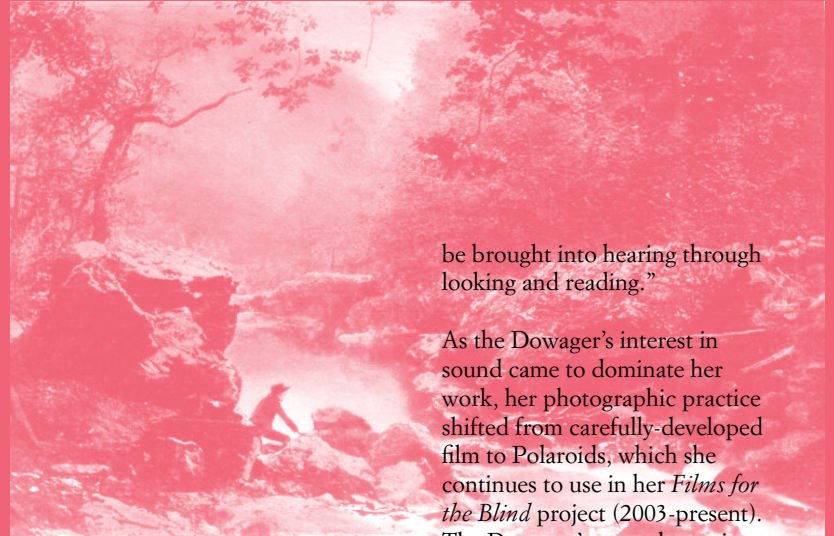 be brought into hearing through
looking and reading.”
As the Dowager’s interest in
sound came to dominate her
work, her photographic practice
shifted from carefully-developed
film to Polaroids, which she
continues to use in her Films for
the Blind project (2003-present).